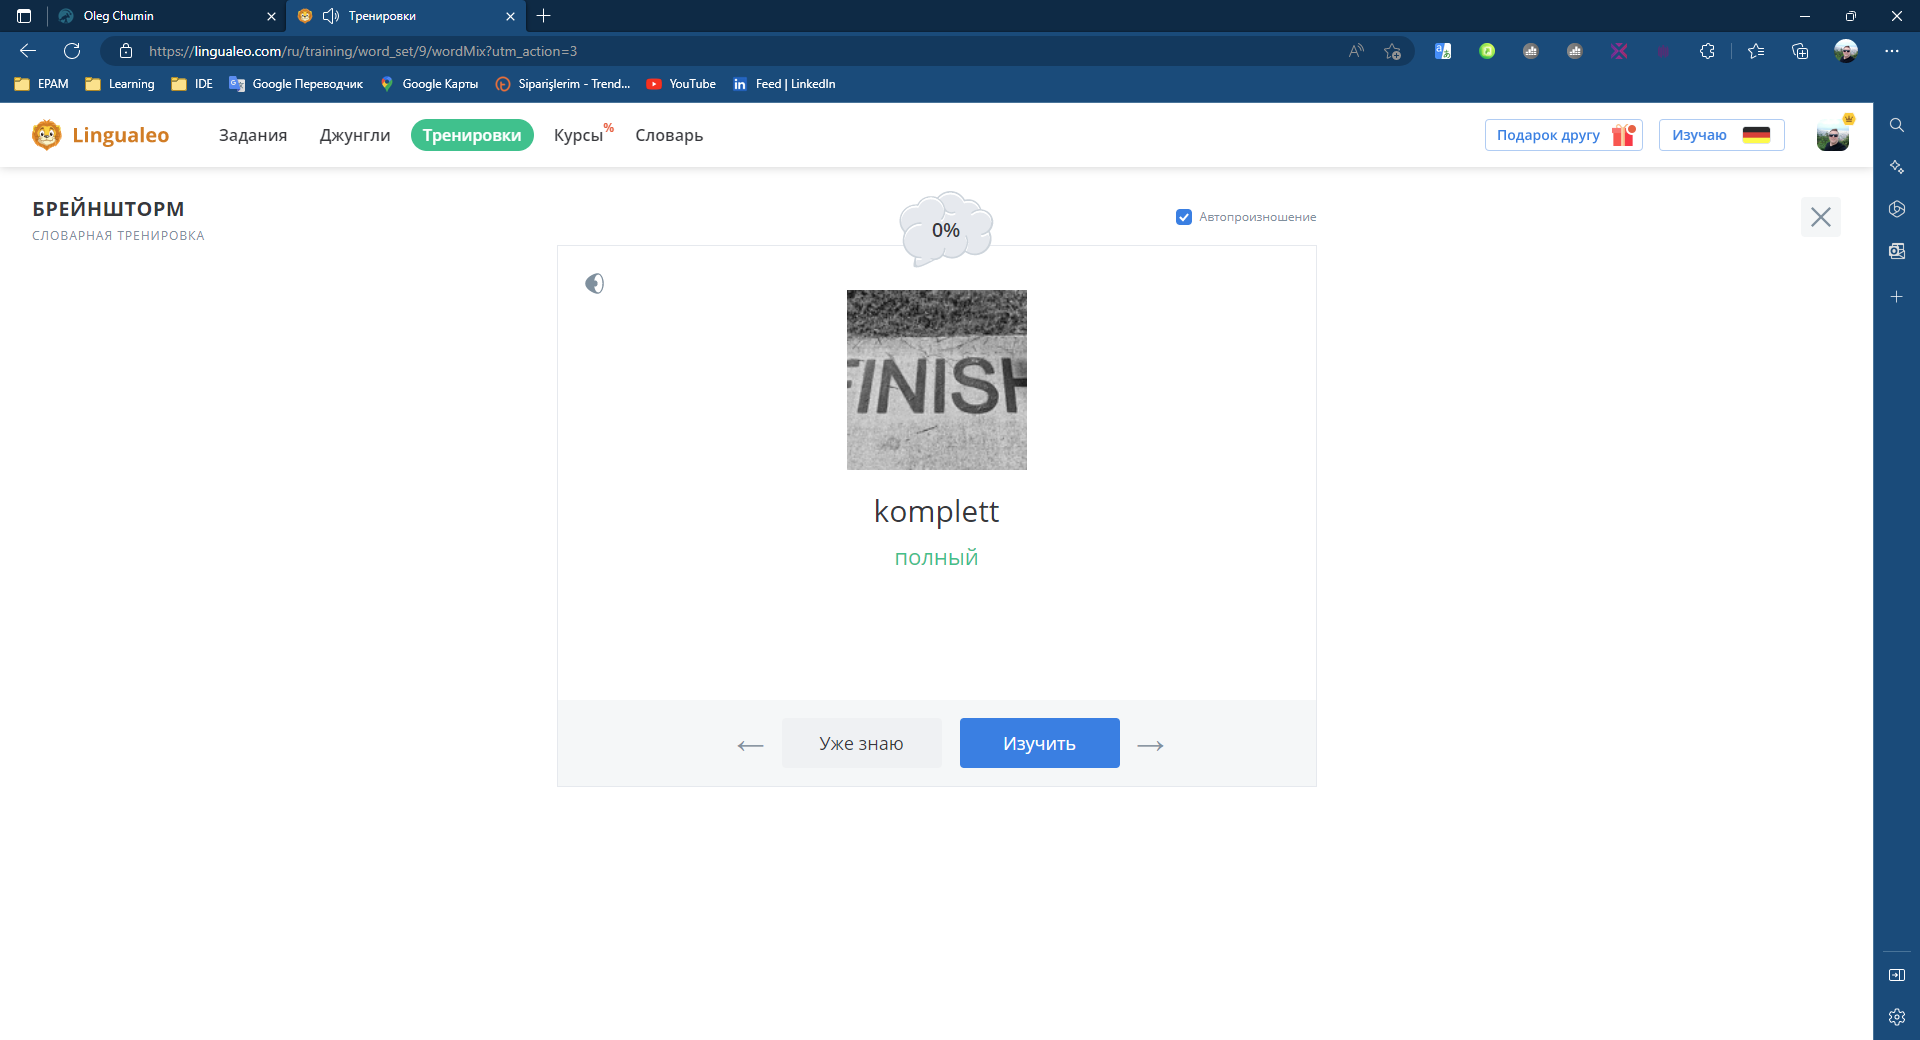 Oleg Chumin
Тренировки
https://lingualeo.com/ru/training/word_set/9/wordMix?utm_action=3
EPAM
Learning
IDE
Google Переводчик
Google Карты
Siparişlerim - Trend...
YouTube
Feed | LinkedIn
Lingualeo
Задания
Джунгли
Тренировки
Курсы%
Словарь
Подарок другу
Изучаю
БРЕЙНШТОРМ
СЛОВАРНАЯ ТРЕНИРОВКА
0%
Автопроизношение
FINISH
komplett
полный
Уже знаю
Изучить